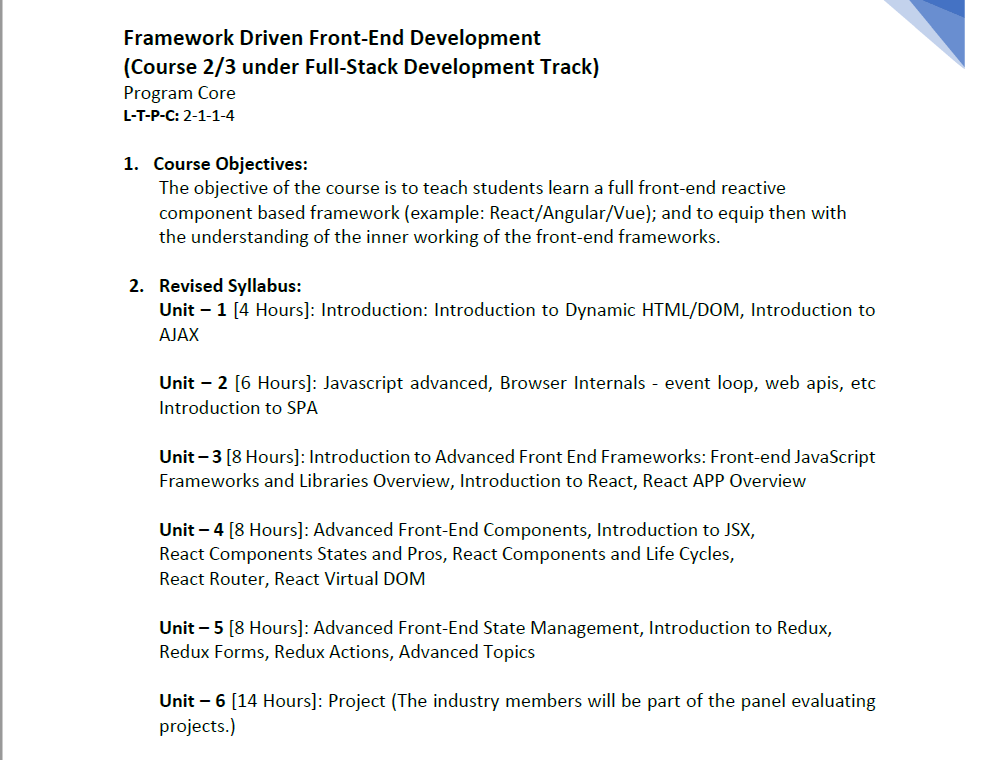 Framework Driven Front-End Development
(Course 2/3 under Full-Stack Development Track)
Program Core
L-T-P-C: 2-1-1-4
1. Course Objectives:
The objective of the course is to teach students learn a full front-end reactive
component based framework (example: React/Angular/Vue); and to equip then with
the understanding of the inner working of the front-end frameworks.
2. Revised Syllabus:
Unit – 1 [4 Hours]: Introduction: Introduction to Dynamic HTML/DOM, Introduction to
AJAX
Unit – 2 [6 Hours]: Javascript advanced, Browser Internals - event loop, web apis, etc
Introduction to SPA
Unit – 3 [8 Hours]: Introduction to Advanced Front End Frameworks: Front-end JavaScript
Frameworks and Libraries Overview, Introduction to React, React APP Overview
Unit – 4 [8 Hours]: Advanced Front-End Components, Introduction to JSX,
React Components States and Pros, React Components and Life Cycles,
React Router, React Virtual DOM
Unit – 5 [8 Hours]: Advanced Front-End State Management, Introduction to Redux,
Redux Forms, Redux Actions, Advanced Topics
Unit – 6 [14 Hours]: Project (The industry members will be part of the panel evaluating
projects.)